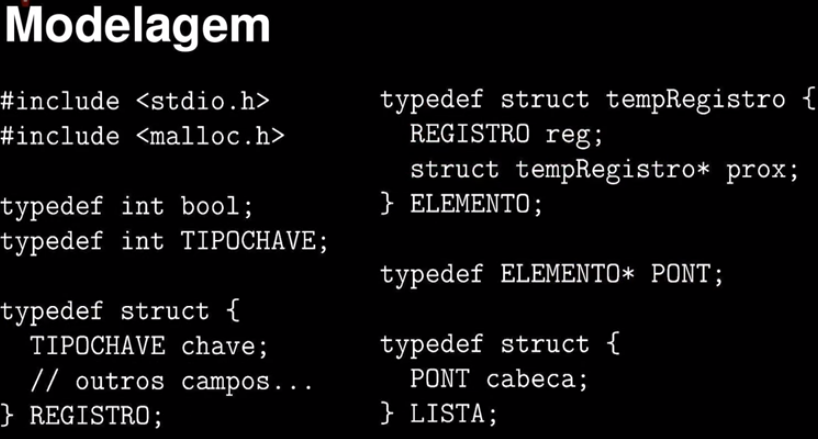 Modelagem
#include <stdio.h>
#include <malloc.h>
typedef int bool;
typedef int TIPOCHAVE;
typedef struct {
TIPOCHAVE chave;
// outros campos...
} REGISTRO;
typedef struct tempRegistro {
REGISTRO reg;
struct tempRegistro* prox;
} ELEMENTO;
typedef ELEMENTO* PONT;
typedef struct {
PONT cabeca;
} LISTA;